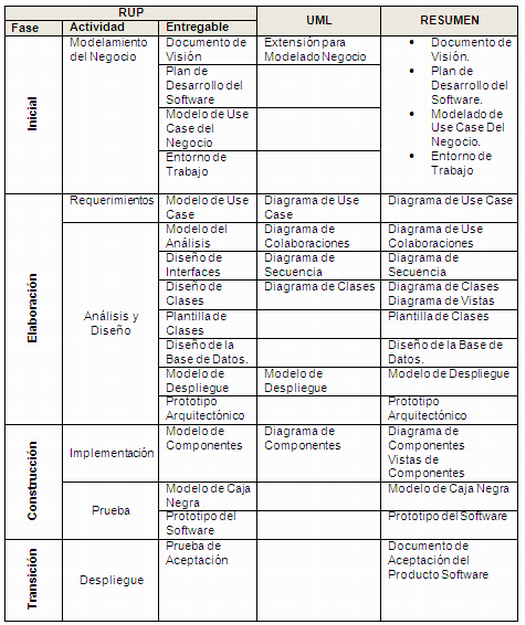 RUP
UML
RESUMEN
Fase
Actividad
Entregable
Inicial
Modelamiento
del Negocio
Documento de
Visión
Extensión para
Modelado Negocio
Plan de
Desarrollo del
Software
Modelo de Use
Case del
Negocio
Entorno de
Trabajo
• Documento de
Visión.
• Plan de
Desarrollo del
Software.
• Modelado de
Use Case Del
Negocio.
• Entorno de
Trabajo
Elaboración
Requerimientos
Modelo de Use
Case
Diagrama de Use
Case
Diagrama de Use Case
Análisis y
Diseño
Modelo del
Análisis
Diagrama de
Colaboraciones
Diagrama de Use
Colaboraciones
Diseño de
Interfaces
Diagrama de
Secuencia
Diagrama de
Secuencia
Diseño de
Clases
Diagrama de Clases
Diagrama de Clases
Diagrama de Vistas
Plantilla de
Clases
Plantilla de Clases
Diseño de la
Base de Datos.
Diseño de la Base de
Datos.
Modelo de
Despliegue
Modelo de
Despliegue
Modelo de Despliegue
Prototipo
Arquitectónico
Prototipo
Arquitectónico
Construcción
Implementación
Modelo de
Componentes
Diagrama de
Componentes
Diagrama de
Componentes
Vistas de
Componentes
Prueba
Modelo de Caja
Negra
Modelo de Caja Negra
Prototipo del
Software
Prototipo del Software
Transición
Despliegue
Prueba de
Aceptación
Documento de
Aceptación del
Producto Software